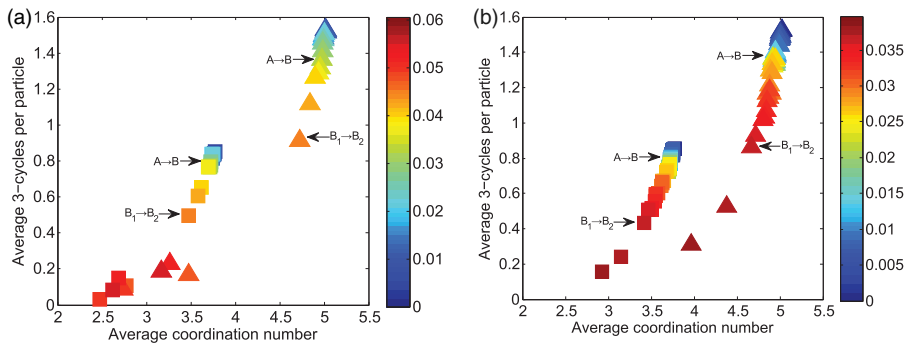 (a)
Average 3−cycles per particle
1.6
1.4
1.2
1
0.8
0.6
0.4
0.2
0
A→B
B₁→B₂
A→B
B₁→B₂
2 2.5 3 3.5 4 4.5 5 5.5
Average coordination number
0.06
0.05
0.04
0.03
0.02
0.01
0
(b)
Average 3−cycles per particle
1.6
1.4
1.2
1
0.8
0.6
0.4
0.2
0
A→B
B₁→B₂
A→B
B₁→B₂
2 2.5 3 3.5 4 4.5 5 5.5
Average coordination number
0.035
0.03
0.025
0.02
0.015
0.01
0.005
0